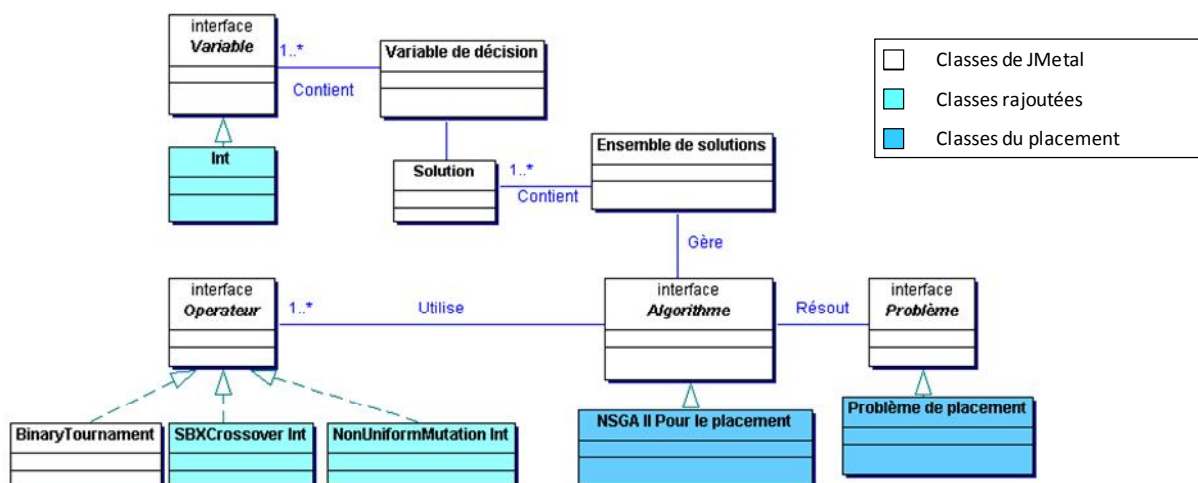 interface
Variable
1..*
Contient
Variable de décision
Int
Solution
1..*
Contient
Ensemble de solutions
Gère
Classes de JMetal
Classes rajoutées
Classes du placement
interface
Operateur
1..*
Utilise
interface
Algorithme
Résout
interface
Problème
BinaryTournament
SBXCrossover Int
NonUniformMutation Int
NSGA II Pour le placement
Problème de placement